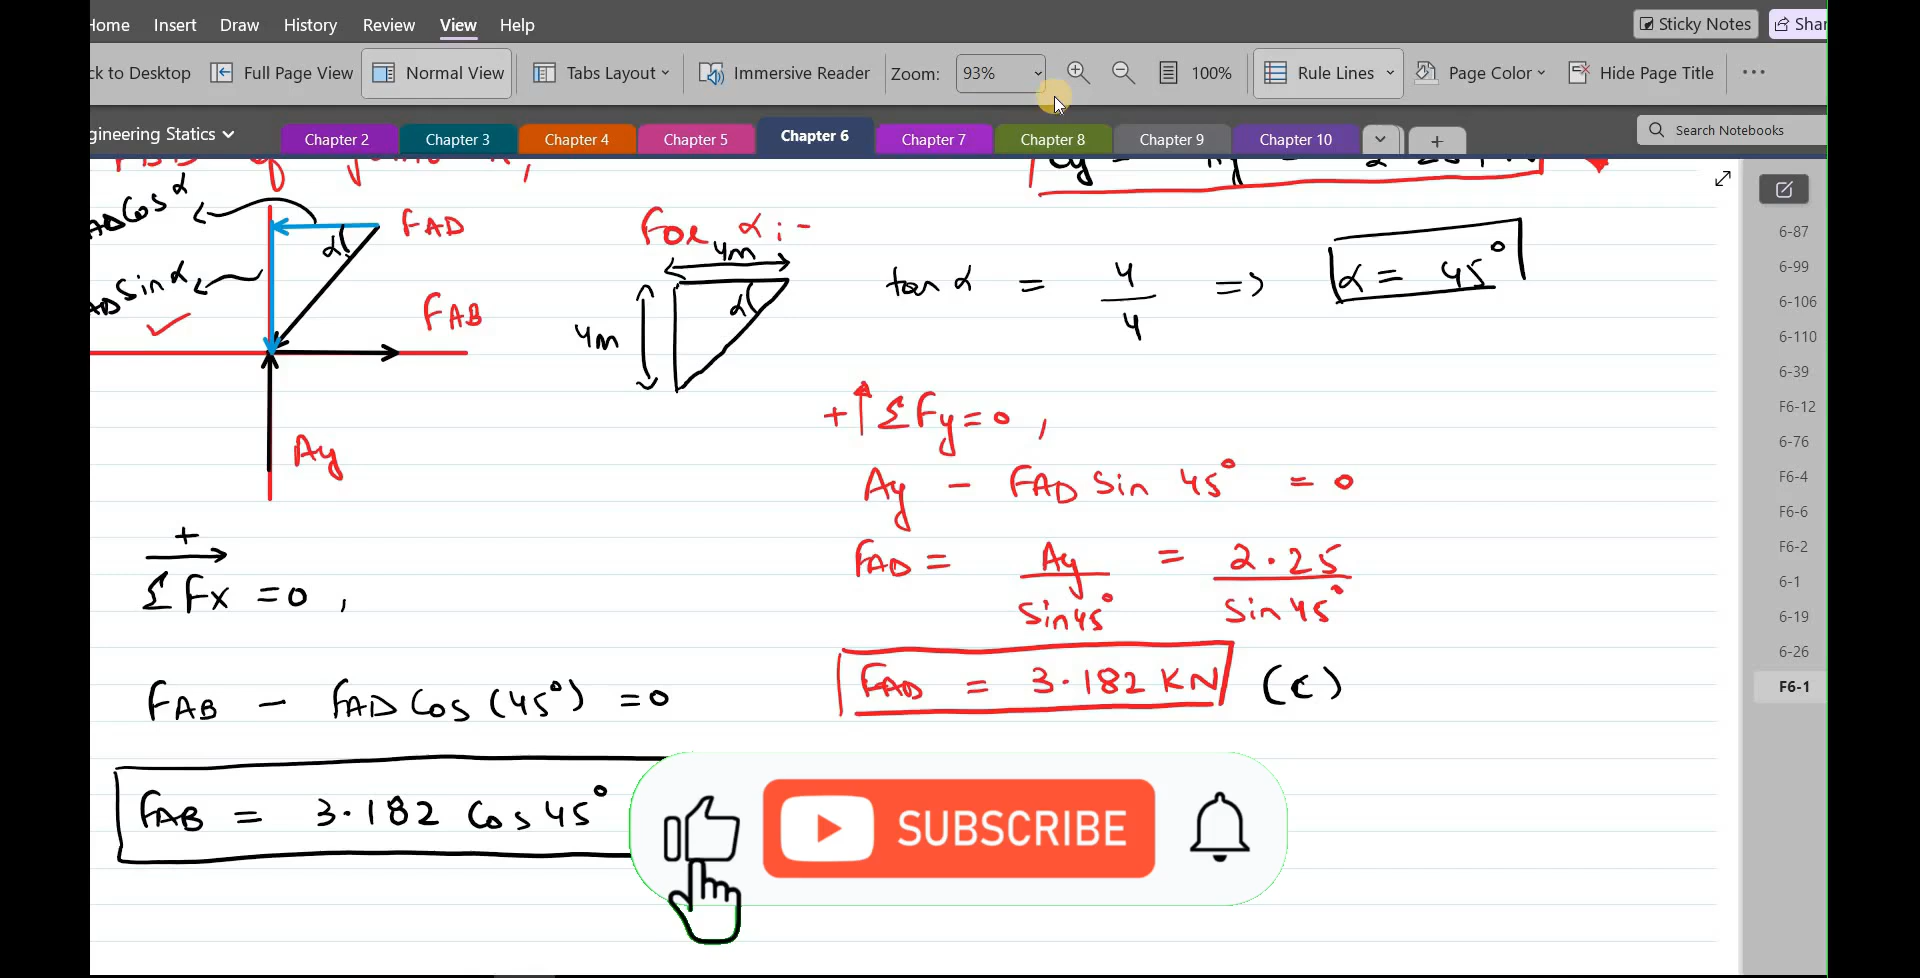 Home Insert Draw History Review View Help Sticky Notes Shar
ck to Desktop Full Page View Normal View Tabs Layout Immersive Reader Zoom: 93% 100% Rule Lines Page Color Hide Page Title
gineering Statics Chapter 2 Chapter 3 Chapter 4 Chapter 5 Chapter 6 Chapter 7 Chapter 8 Chapter 9 Chapter 10 + Search Notebooks
AD Cos α
FAD
α
AD Sin α
FAB
Ay
For α :-
4m
4m
α
tan α = 4/4 => α = 45°
+↑ ΣFy = 0 ,
Ay - FAD Sin 45° = 0
FAD = Ay/Sin45° = 2.25/Sin45°
FAD = 3.182 KN (C)
+
ΣFx = 0 ,
FAB - FAD Cos (45°) = 0
FAB = 3.182 Cos 45°
SUBSCRIBE
6-87
6-99
6-106
6-110
6-39
F6-12
6-76
F6-4
F6-6
F6-2
6-1
6-19
6-26
F6-1